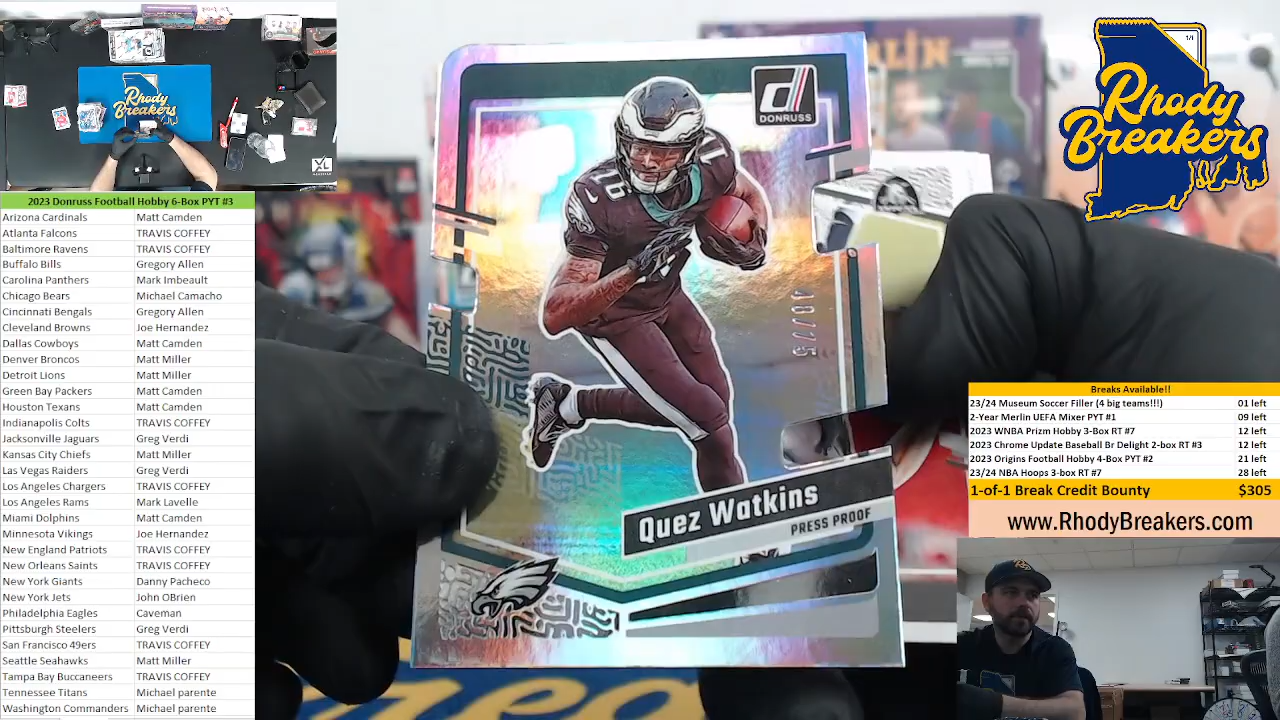 2023 Donruss Football Hobby 6-Box PYT #3
Arizona Cardinals Matt Camden
Atlanta Falcons TRAVIS COFFEY
Baltimore Ravens TRAVIS COFFEY
Buffalo Bills Gregory Allen
Carolina Panthers Mark Imbeault
Chicago Bears Michael Camacho
Cincinnati Bengals Gregory Allen
Cleveland Browns Joe Hernandez
Dallas Cowboys Matt Camden
Denver Broncos Matt Miller
Detroit Lions Matt Miller
Green Bay Packers Matt Camden
Houston Texans Matt Camden
Indianapolis Colts TRAVIS COFFEY
Jacksonville Jaguars Greg Verdi
Kansas City Chiefs Matt Miller
Las Vegas Raiders Greg Verdi
Los Angeles Chargers TRAVIS COFFEY
Los Angeles Rams Mark Lavelle
Miami Dolphins Matt Camden
Minnesota Vikings Joe Hernandez
New England Patriots TRAVIS COFFEY
New Orleans Saints TRAVIS COFFEY
New York Giants Danny Pacheco
New York Jets John OBrien
Philadelphia Eagles Caveman
Pittsburgh Steelers Greg Verdi
San Francisco 49ers TRAVIS COFFEY
Seattle Seahawks Matt Miller
Tampa Bay Buccaneers TRAVIS COFFEY
Tennessee Titans Michael parente
Washington Commanders Michael parente
Rhody
Breakers
XL
d
DONRUSS
16
48/75
Quez Watkins
PRESS PROOF
1/1
Rhody
Breakers
Breaks Available!!
23/24 Museum Soccer Filler (4 big teams!!!) 01 left
2-Year Merlin UEFA Mixer PYT #1 09 left
2023 WNBA Prizm Hobby 3-Box RT #7 12 left
2023 Chrome Update Baseball Br Delight 2-box RT #3 12 left
2023 Origins Football Hobby 4-Box PYT #2 21 left
23/24 NBA Hoops 3-box RT #7 28 left
1-of-1 Break Credit Bounty $305
www.RhodyBreakers.com